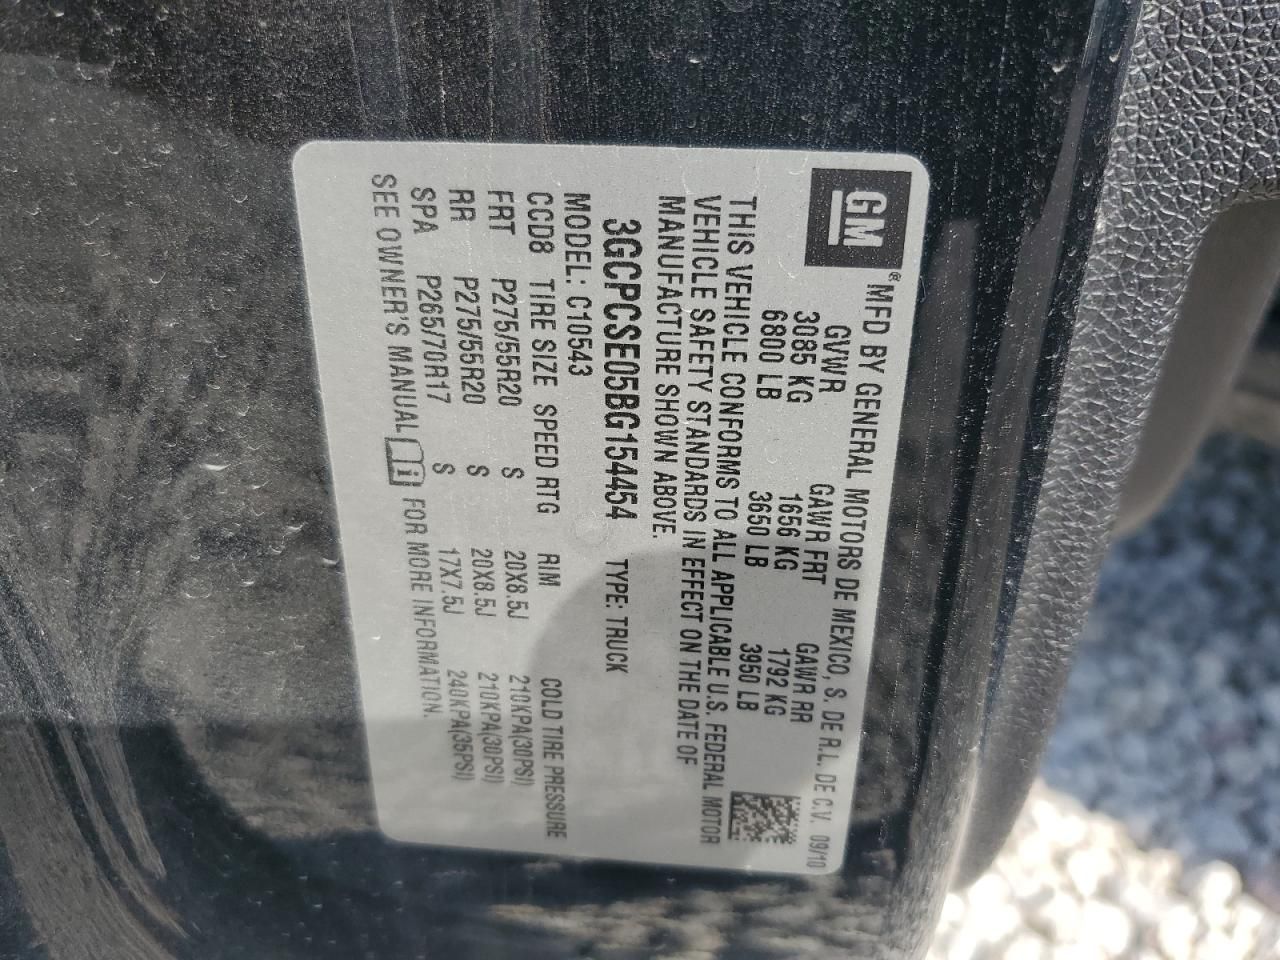 GM
®MFD BY GENERAL MOTORS DE MEXICO, S. DE R.L. DE C.V. 09/10
GVWR GAWR FRT GAWR RR
3085 KG 1656 KG 1792 KG
6800 LB 3650 LB 3950 LB
THIS VEHICLE CONFORMS TO ALL APPLICABLE U.S. FEDERAL MOTOR
VEHICLE SAFETY STANDARDS IN EFFECT ON THE DATE OF
MANUFACTURE SHOWN ABOVE.
3GCPCSE05BG154454 TYPE: TRUCK
MODEL: C10543
CCD8 TIRE SIZE SPEED RTG RIM COLD TIRE PRESSURE
FRT P275/55R20 S 20X8.5J 210KPA(30PSI)
RR P275/55R20 S 20X8.5J 210KPA(30PSI)
SPA P265/70R17 S 17X7.5J 240KPA(35PSI)
SEE OWNER'S MANUAL i FOR MORE INFORMATION.